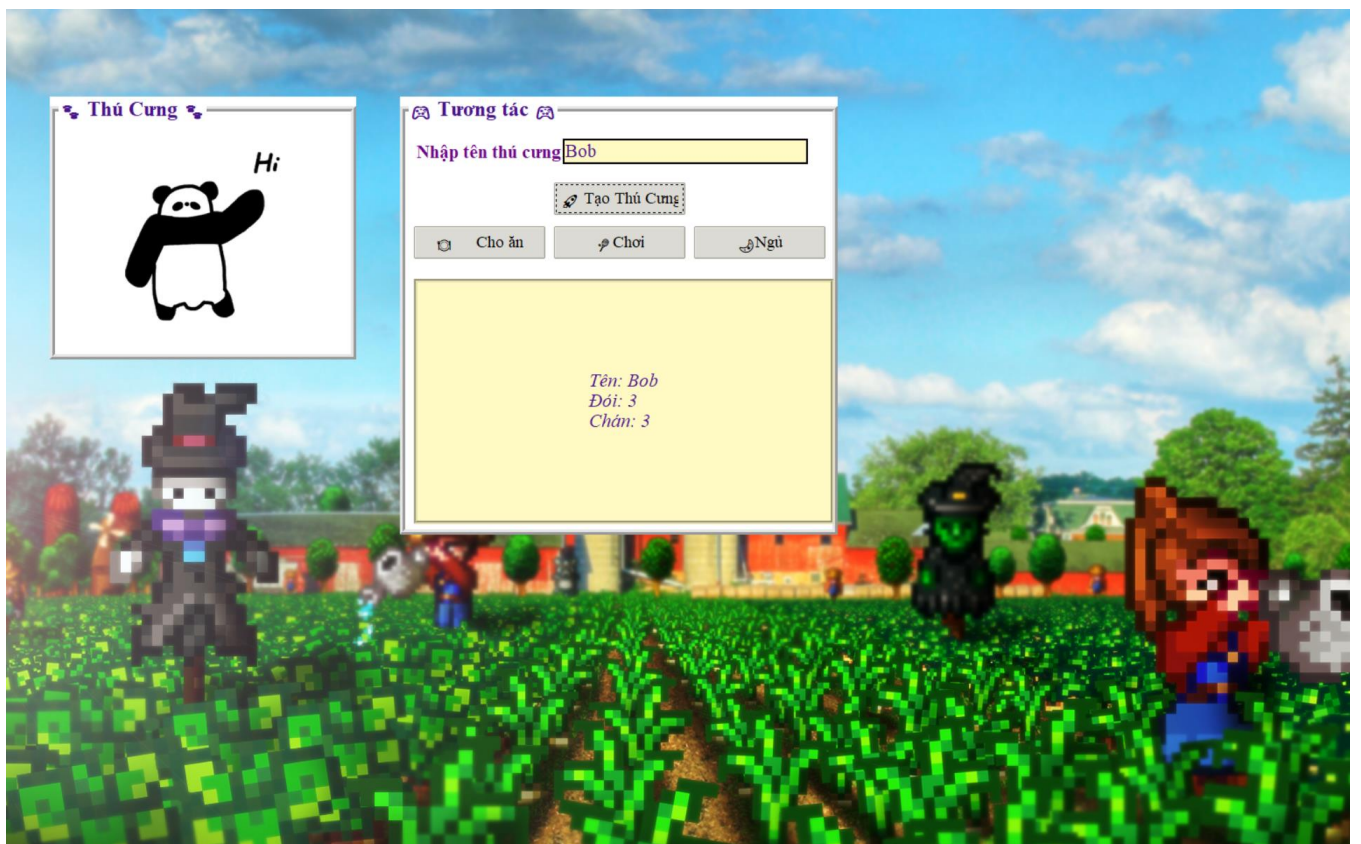 Thú Cưng
Hi
Tương tác
Nhập tên thú cưng Bob
Tạo Thú Cưng
Cho ăn
Chơi
Ngủ
Tên: Bob
Đói: 3
Chán: 3